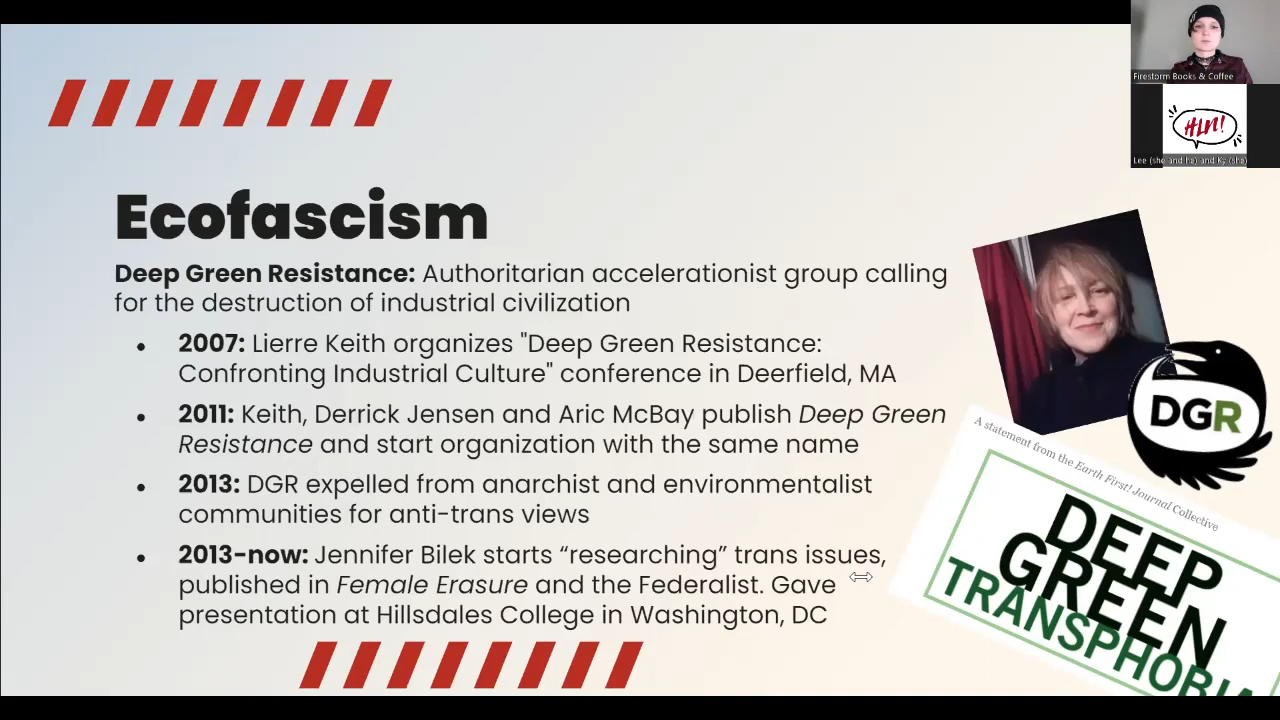 Firestorm Books & Coffee
HLN!
Lee (she and he) and Ky (she)
Ecofascism
Deep Green Resistance: Authoritarian accelerationist group calling
for the destruction of industrial civilization
• 2007: Lierre Keith organizes "Deep Green Resistance:
Confronting Industrial Culture" conference in Deerfield, MA
• 2011: Keith, Derrick Jensen and Aric McBay publish Deep Green
Resistance and start organization with the same name
• 2013: DGR expelled from anarchist and environmentalist
communities for anti-trans views
• 2013-now: Jennifer Bilek starts “researching” trans issues,
published in Female Erasure and the Federalist. Gave
presentation at Hillsdales College in Washington, DC
DGR
A statement from the Earth First! Journal Collective
DEEP
GREEN
TRANSPHOBIA